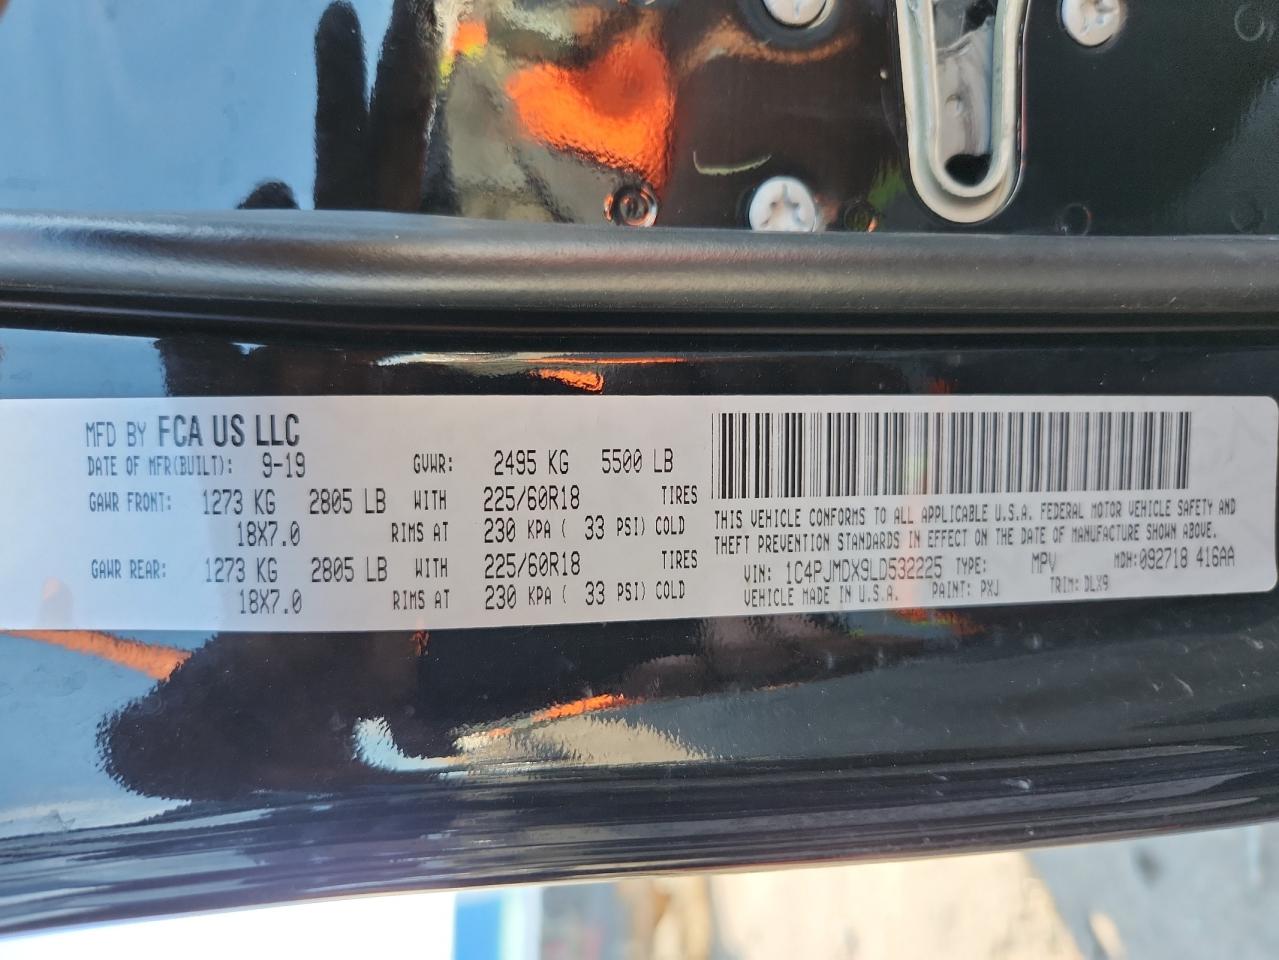 MFD BY FCA US LLC
DATE OF MFR(BUILT): 9-19 GVWR: 2495 KG 5500 LB
GAWR FRONT: 1273 KG 2805 LB WITH 225/60R18 TIRES
18X7.0 RIMS AT 230 KPA ( 33 PSI) COLD
GAWR REAR: 1273 KG 2805 LB WITH 225/60R18 TIRES
18X7.0 RIMS AT 230 KPA ( 33 PSI) COLD
THIS VEHICLE CONFORMS TO ALL APPLICABLE U.S.A. FEDERAL MOTOR VEHICLE SAFETY AND
THEFT PREVENTION STANDARDS IN EFFECT ON THE DATE OF MANUFACTURE SHOWN ABOVE.
VIN: 1C4PJMDX9LD532225 TYPE: MPV MDH:092718 416AA
VEHICLE MADE IN U.S.A. PAINT: PXJ TRIM: DLX9